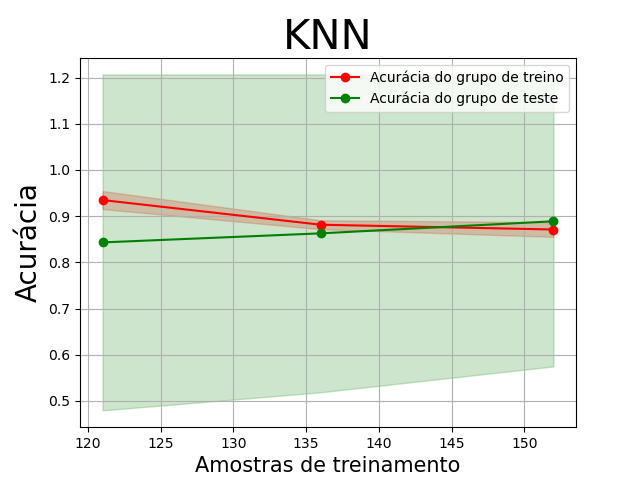 KNN
Acurácia do grupo de treino
Acurácia do grupo de teste
1.2
1.1
1.0
0.9
0.8
0.7
0.6
0.5
Acurácia
120 125 130 135 140 145 150
Amostras de treinamento